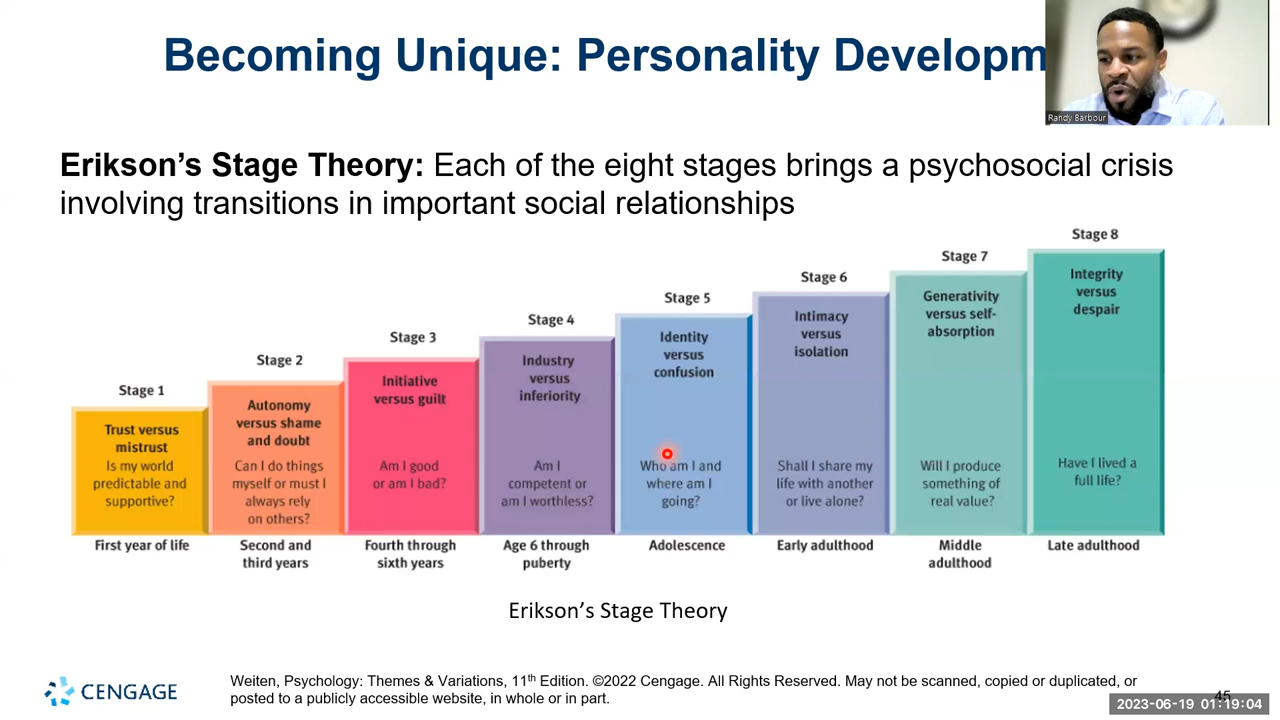 Becoming Unique: Personality Developm
Randy Barbour
Erikson’s Stage Theory: Each of the eight stages brings a psychosocial crisis
involving transitions in important social relationships
Stage 1
Trust versus
mistrust
Is my world
predictable and
supportive?
First year of life
Stage 2
Autonomy
versus shame
and doubt
Can I do things
myself or must I
always rely
on others?
Second and
third years
Stage 3
Initiative
versus guilt
Am I good
or am I bad?
Fourth through
sixth years
Stage 4
Industry
versus
inferiority
Am I
competent or
am I worthless?
Age 6 through
puberty
Stage 5
Identity
versus
confusion
Who am I and
where am I
going?
Adolescence
Stage 6
Intimacy
versus
isolation
Shall I share my
life with another
or live alone?
Early adulthood
Stage 7
Generativity
versus self-
absorption
Will I produce
something of
real value?
Middle
adulthood
Stage 8
Integrity
versus
despair
Have I lived a
full life?
Late adulthood
Erikson’s Stage Theory
CENGAGE
Weiten, Psychology: Themes & Variations, 11th Edition. ©2022 Cengage. All Rights Reserved. May not be scanned, copied or duplicated, or
posted to a publicly accessible website, in whole or in part.
45
2023-06-19 01:19:04